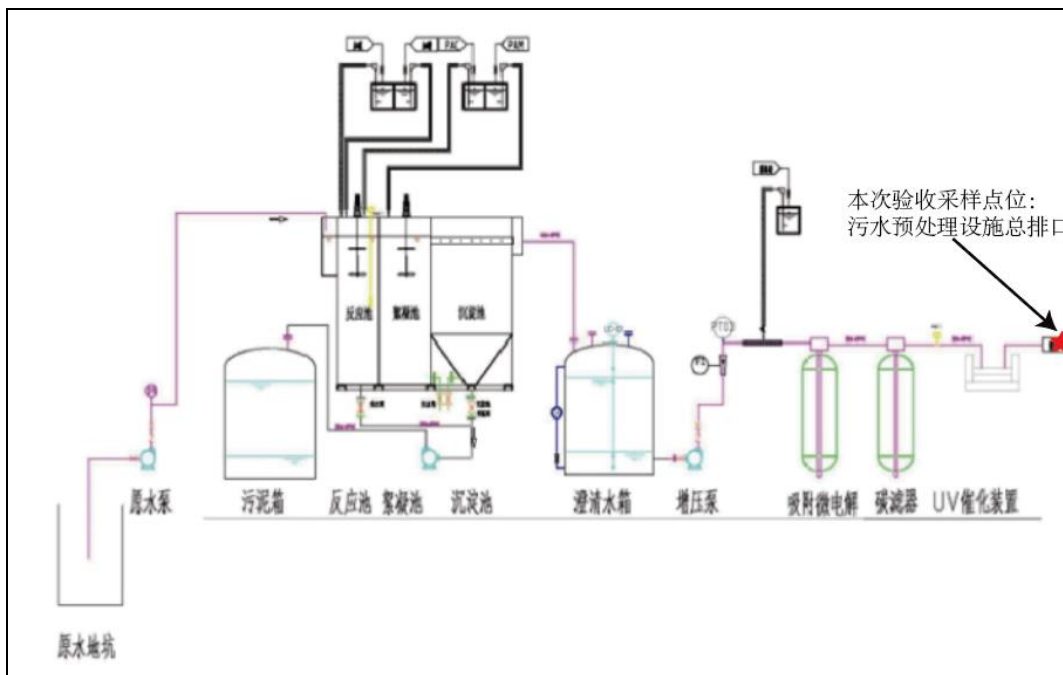 PAC
PAM
本次验收采样点位：
污水预处理设施总排口
反应池
絮凝池
沉淀池
PT03
原水泵
污泥箱
反应池
絮凝池
沉淀池
澄清水箱
增压泵
吸附微电解
碳滤器
UV催化装置
原水地坑